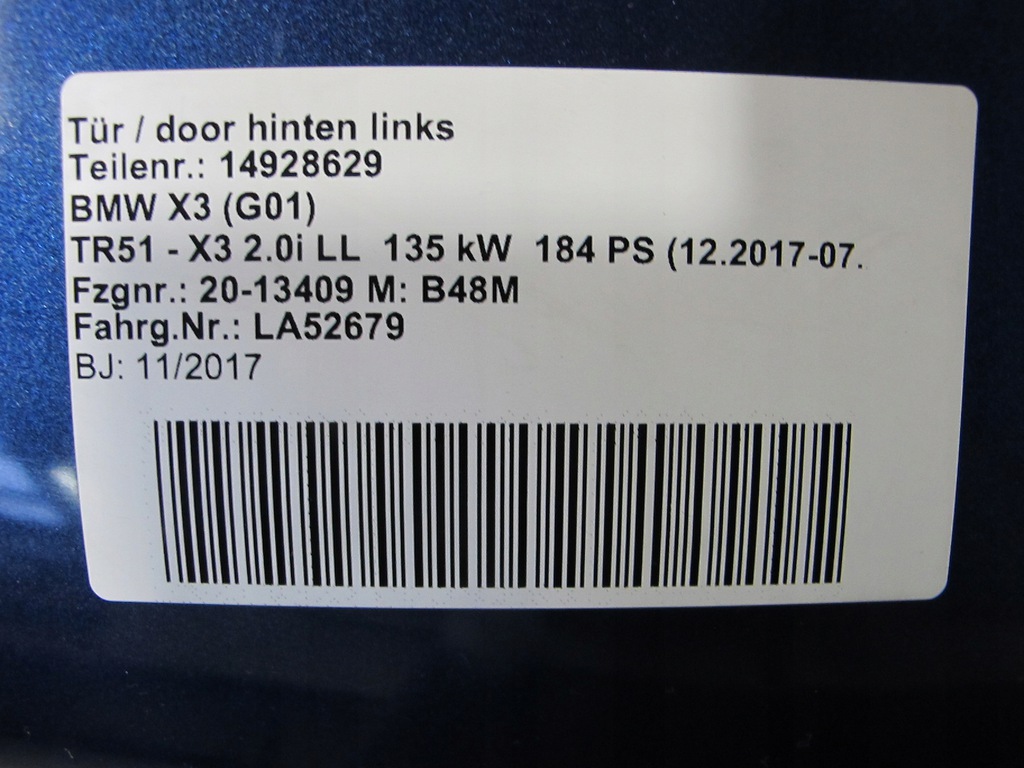 Tür / door hinten links
Teilenr.: 14928629
BMW X3 (G01)
TR51 - X3 2.0i LL  135 kW  184 PS (12.2017-07.
Fzgnr.: 20-13409 M: B48M
Fahrg.Nr.: LA52679
BJ: 11/2017